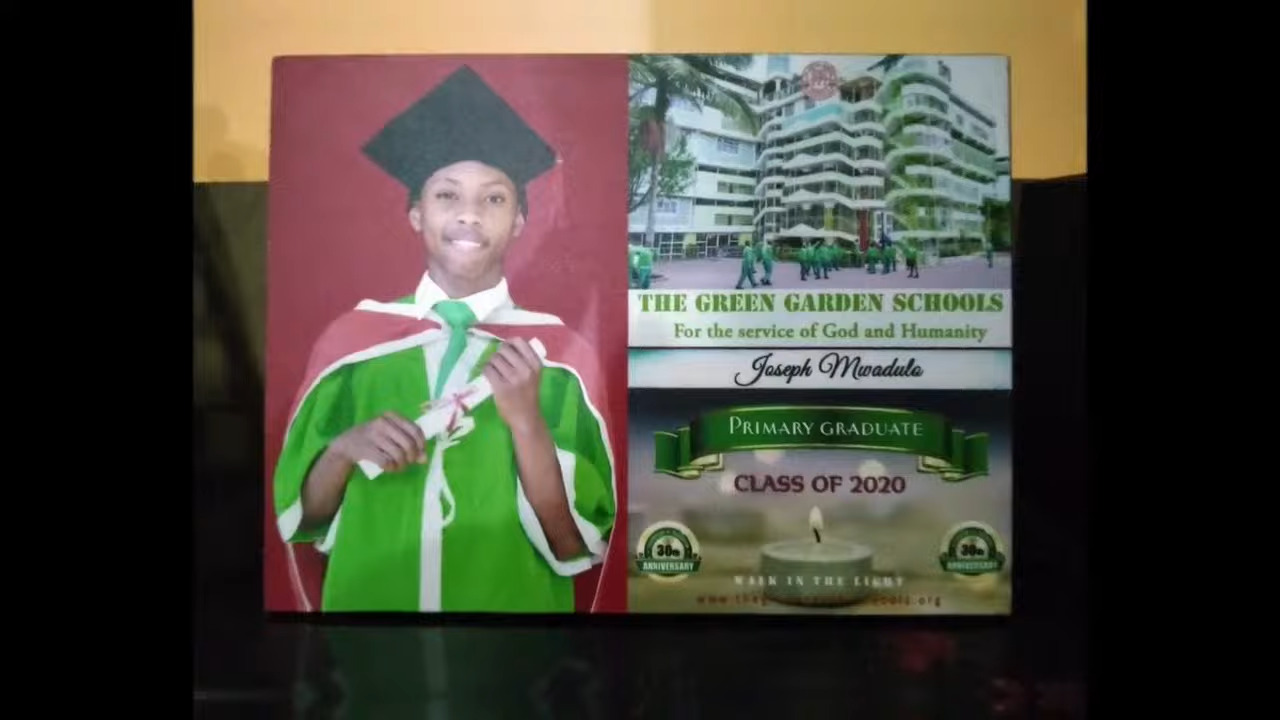 THE GREEN GARDEN SCHOOLS
For the service of God and Humanity
Joseph Mwadulo
PRIMARY GRADUATE
CLASS OF 2020
30th
ANNIVERSARY
30th
ANNIVERSARY
WALK IN THE LIGHT